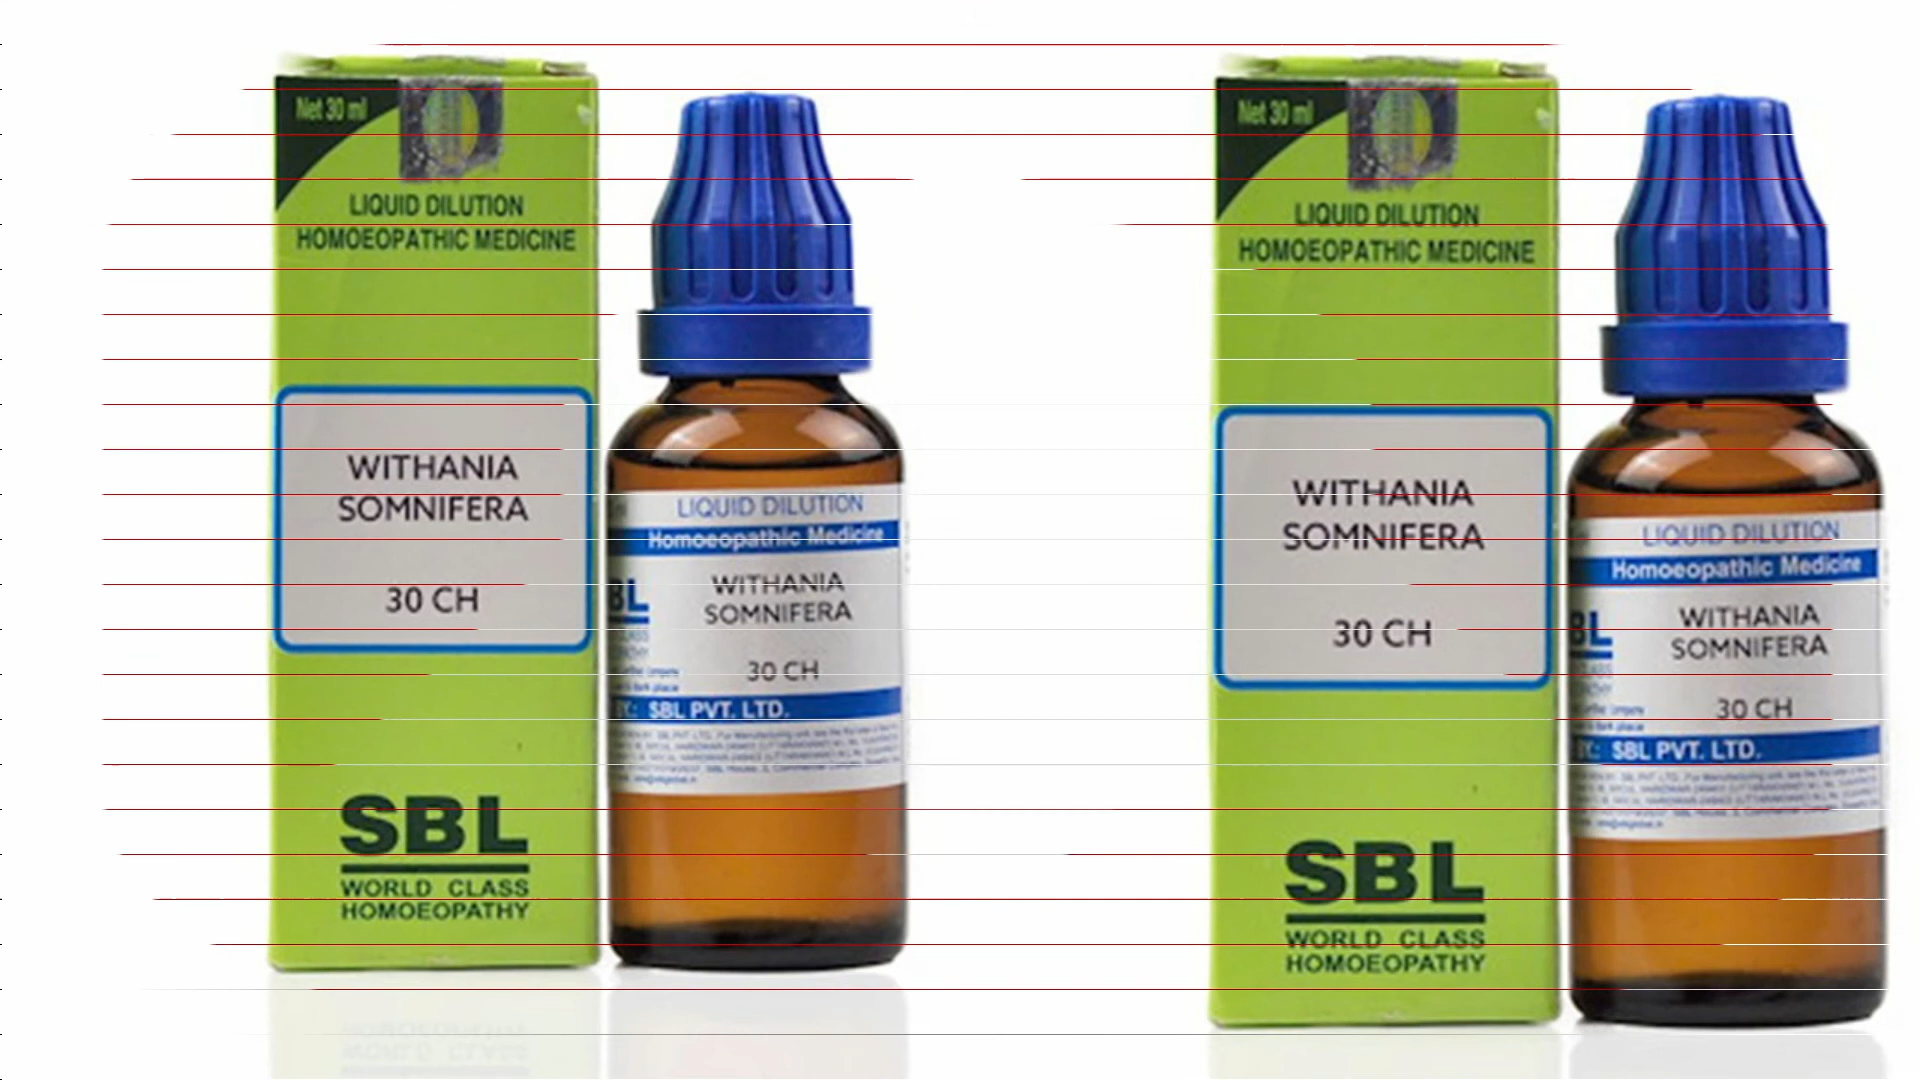 Net 30 ml
LIQUID DILUTION
HOMOEOPATHIC MEDICINE
WITHANIA
SOMNIFERA
30 CH
SBL
WORLD CLASS
HOMOEOPATHY
LIQUID DILUTION
Homoeopathic Medicine
BL
WITHANIA
SOMNIFERA
30 CH
SBL PVT. LTD.
Net 30 ml
LIQUID DILUTION
HOMOEOPATHIC MEDICINE
WITHANIA
SOMNIFERA
30 CH
SBL
WORLD CLASS
HOMOEOPATHY
LIQUID DILUTION
Homoeopathic Medicine
BL
WITHANIA
SOMNIFERA
30 CH
SBL PVT. LTD.